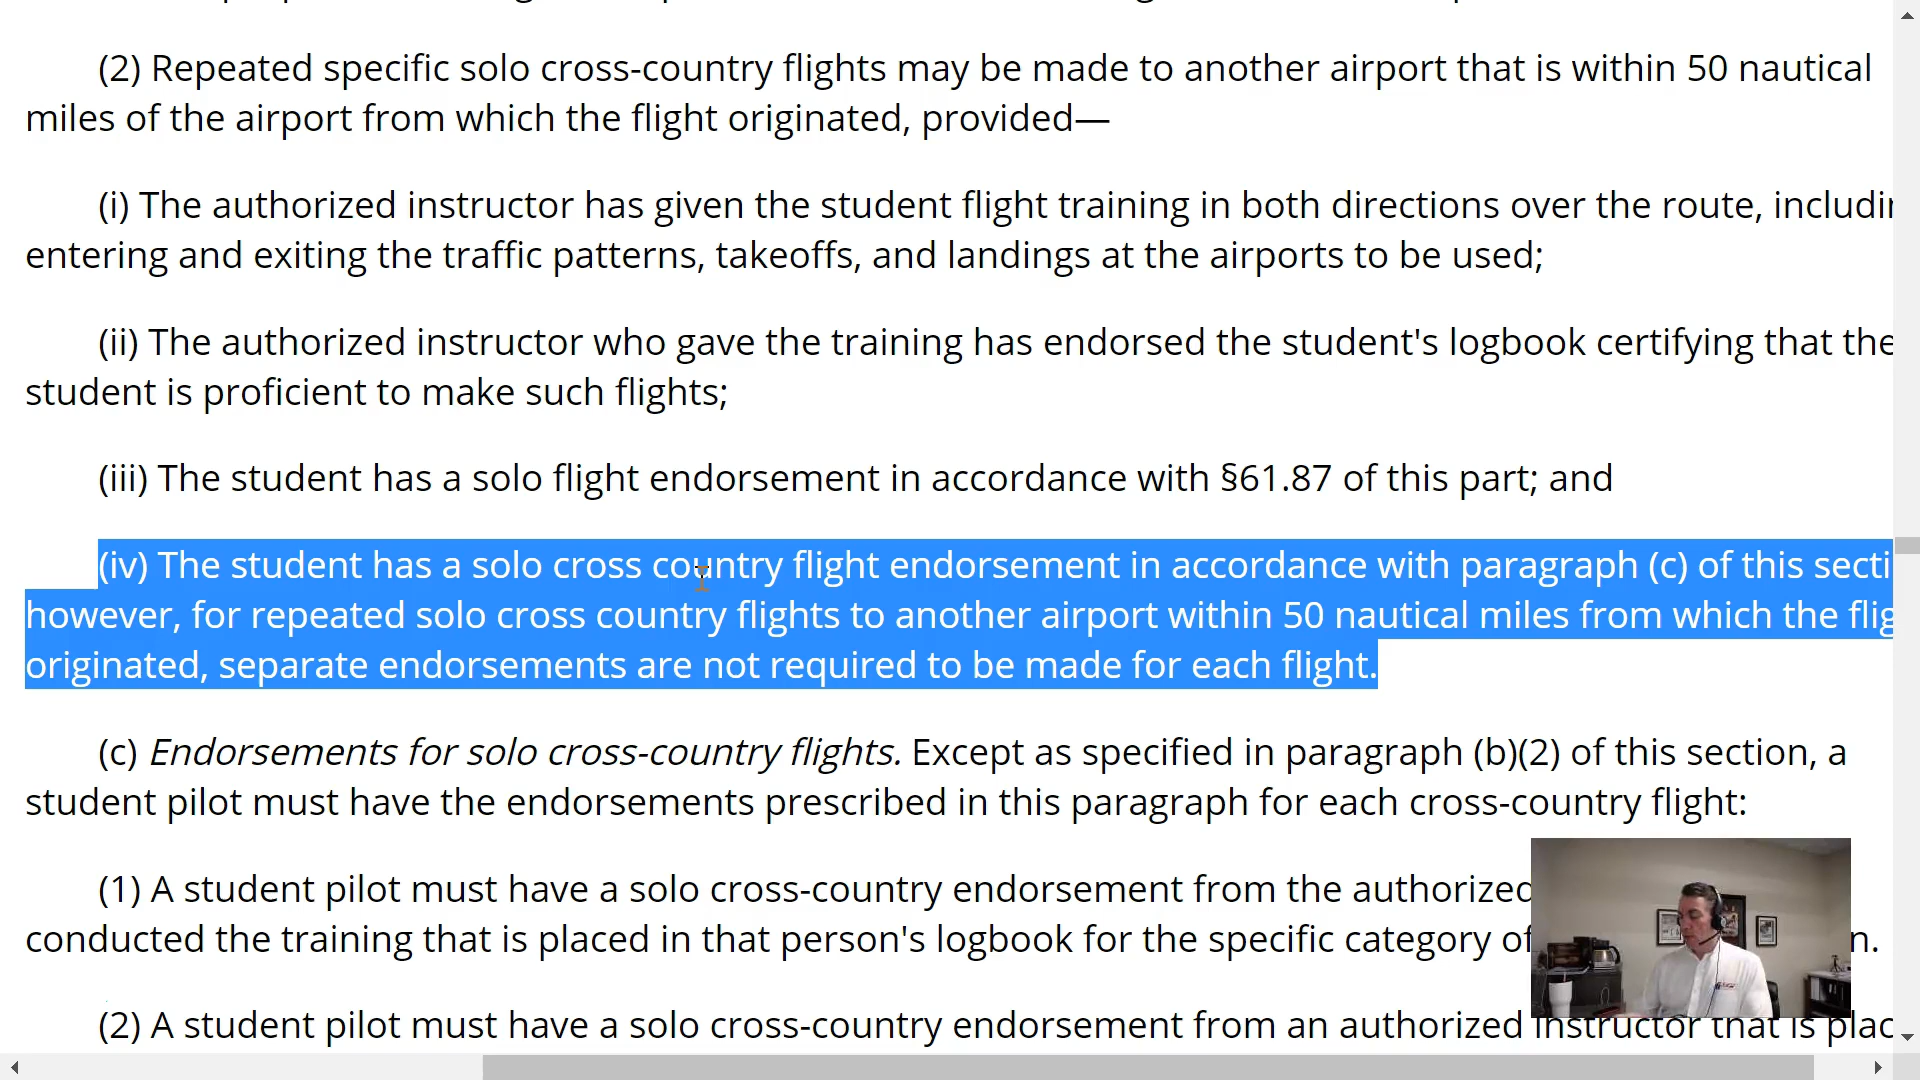 (2) Repeated specific solo cross-country flights may be made to another airport that is within 50 nautical
miles of the airport from which the flight originated, provided—
(i) The authorized instructor has given the student flight training in both directions over the route,
entering and exiting the traffic patterns, takeoffs, and landings at the airports to be used;
(ii) The authorized instructor who gave the training has endorsed the student's logbook certifying that the
student is proficient to make such flights;
(iii) The student has a solo flight endorsement in accordance with §61.87 of this part; and
(iv) The student has a solo cross country flight endorsement in accordance with paragraph (c) of this
however, for repeated solo cross country flights to another airport within 50 nautical miles from which the
originated, separate endorsements are not required to be made for each flight.
(c) Endorsements for solo cross-country flights. Except as specified in paragraph (b)(2) of this section, a
student pilot must have the endorsements prescribed in this paragraph for each cross-country flight:
(1) A student pilot must have a solo cross-country endorsement from the authorized
conducted the training that is placed in that person's logbook for the specific category of
(2) A student pilot must have a solo cross-country endorsement from an authorized instructor that is